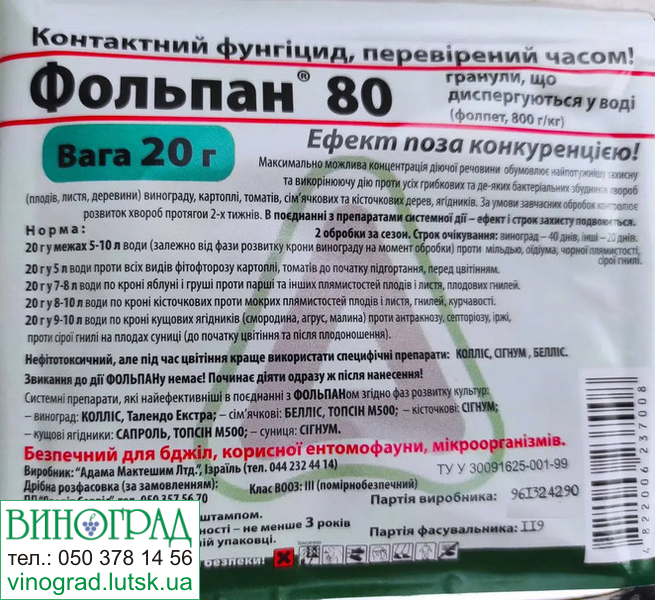 Контактний фунгіцид, перевірений часом!
Фольпан® 80
гранули, що
диспергуються у воді
(фолпет, 800 г/кг)
Вага 20 г
Ефект поза конкуренцією!
Максимально можлива концентрація діючої речовини обумовлює найпотужнішу захисну
та викорінюючу дію проти усіх грибкових та де-яких бактеріальних збудників хвороб
(плодів, листя, деревини) винограду, картоплі, томатів, сім'ячкових та кісточкових дерев, ягідників. За умови завчасних обробок контролює
розвиток хвороб протягом 2-х тижнів. В поєднанні з препаратами системної дії – ефект і строк захисту подвоюється.
Норма:
2 обробки за сезон. Строк очікування: виноград – 40 днів, інші – 20 днів.
20 г у межах 5-10 л води (залежно від фази розвитку крони винограду на момент обробки) проти мільдью, оїдіума, чорної плямистості,
сірої гнилі.
20 г у 5 л води проти всіх видів фітофторозу картоплі, томатів до початку підгортання, перед цвітінням.
20 г у 7-8 л води по кроні яблуні і груші проти парші та інших плямистостей плодів і листя, плодових гнилей.
20 г у 8-10 л води по кроні кісточкових проти мокрих плямистостей плодів і листя, гнилей, курчавості.
20 г у 9-10 л води по кроні кущових ягідників (смородина, агрус, малина) проти антракнозу, септоріозу, іржі,
проти сірої гнилі на плодах суниці (до початку цвітіння та після плодоношення).
Нефітотоксичний, але під час цвітіння краще використати специфічні препарати: КОЛЛІС, СІГНУМ, БЕЛЛІС.
Звикання до дії ФОЛЬПАНу немає! Починає діяти одразу ж після нанесення!
Системні препарати, які найефективніші в поєднанні з ФОЛЬПАНом згідно фаз розвитку культур:
– виноград: КОЛЛІС, Талендо Екстра; – сім'ячкові: БЕЛЛІС, ТОПСІН М500; – кісточкові: СІГНУМ;
– кущові ягідники: САПРОЛЬ, ТОПСІН М500; – суниця: СІГНУМ.
Безпечний для бджіл, корисної ентомофауни, мікроорганізмів.
Виробник: "Адама Мактешим Лтд.", Ізраїль (тел. 044 232 44 14)
ТУ У 30091625-001-99
Дрібна розфасовка (за замовленням):
Клас ВООЗ: III (помірнобезпечний)
тел. 050 357 56 70
Партія виробника: 96I324290
штампом.
ності – не менше 3 років
ій упаковці.
Партія фасувальника: II9
безпеки!
4822006237008
ВИНОГРАД
тел.: 050 378 14 56
vinograd.lutsk.ua